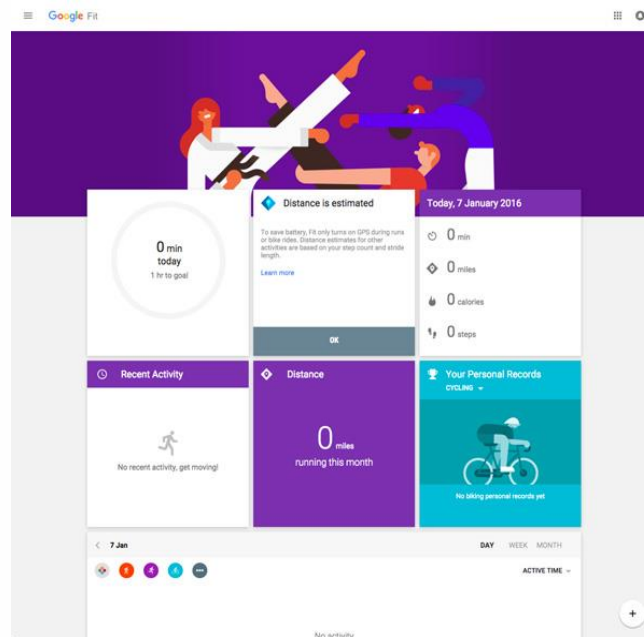 Google Fit
0 min
today
1 hr to goal
Distance is estimated
To save battery, Fit only turns on GPS during runs
or bike rides. Distance estimates for other
activities are based on your step count and stride
length.
Learn more
OK
Today, 7 January 2016
0 min
0 miles
0 calories
0 steps
Recent Activity
No recent activity, get moving!
Distance
0 miles
running this month
Your Personal Records
CYCLING
No biking personal records yet
7 Jan
DAY WEEK MONTH
ACTIVE TIME
No activity